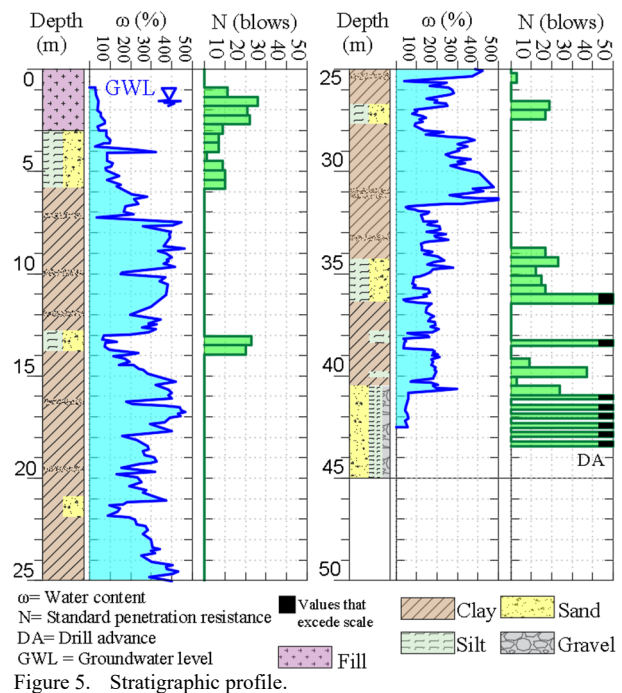 Depth ω (%) N (blows) Depth ω (%) N (blows)
(m) (m)
100 200 300 400 500 10 20 30 40 50 100 200 300 400 500 10 20 30 40 50
0 GWL 25
5 30
10 35
15 40
20 45 DA
25 50
ω= Water content
N= Standard penetration resistance
DA= Drill advance
GWL = Groundwater level
Values that
excede scale
Fill
Clay Sand
Silt Gravel
Figure 5. Stratigraphic profile.